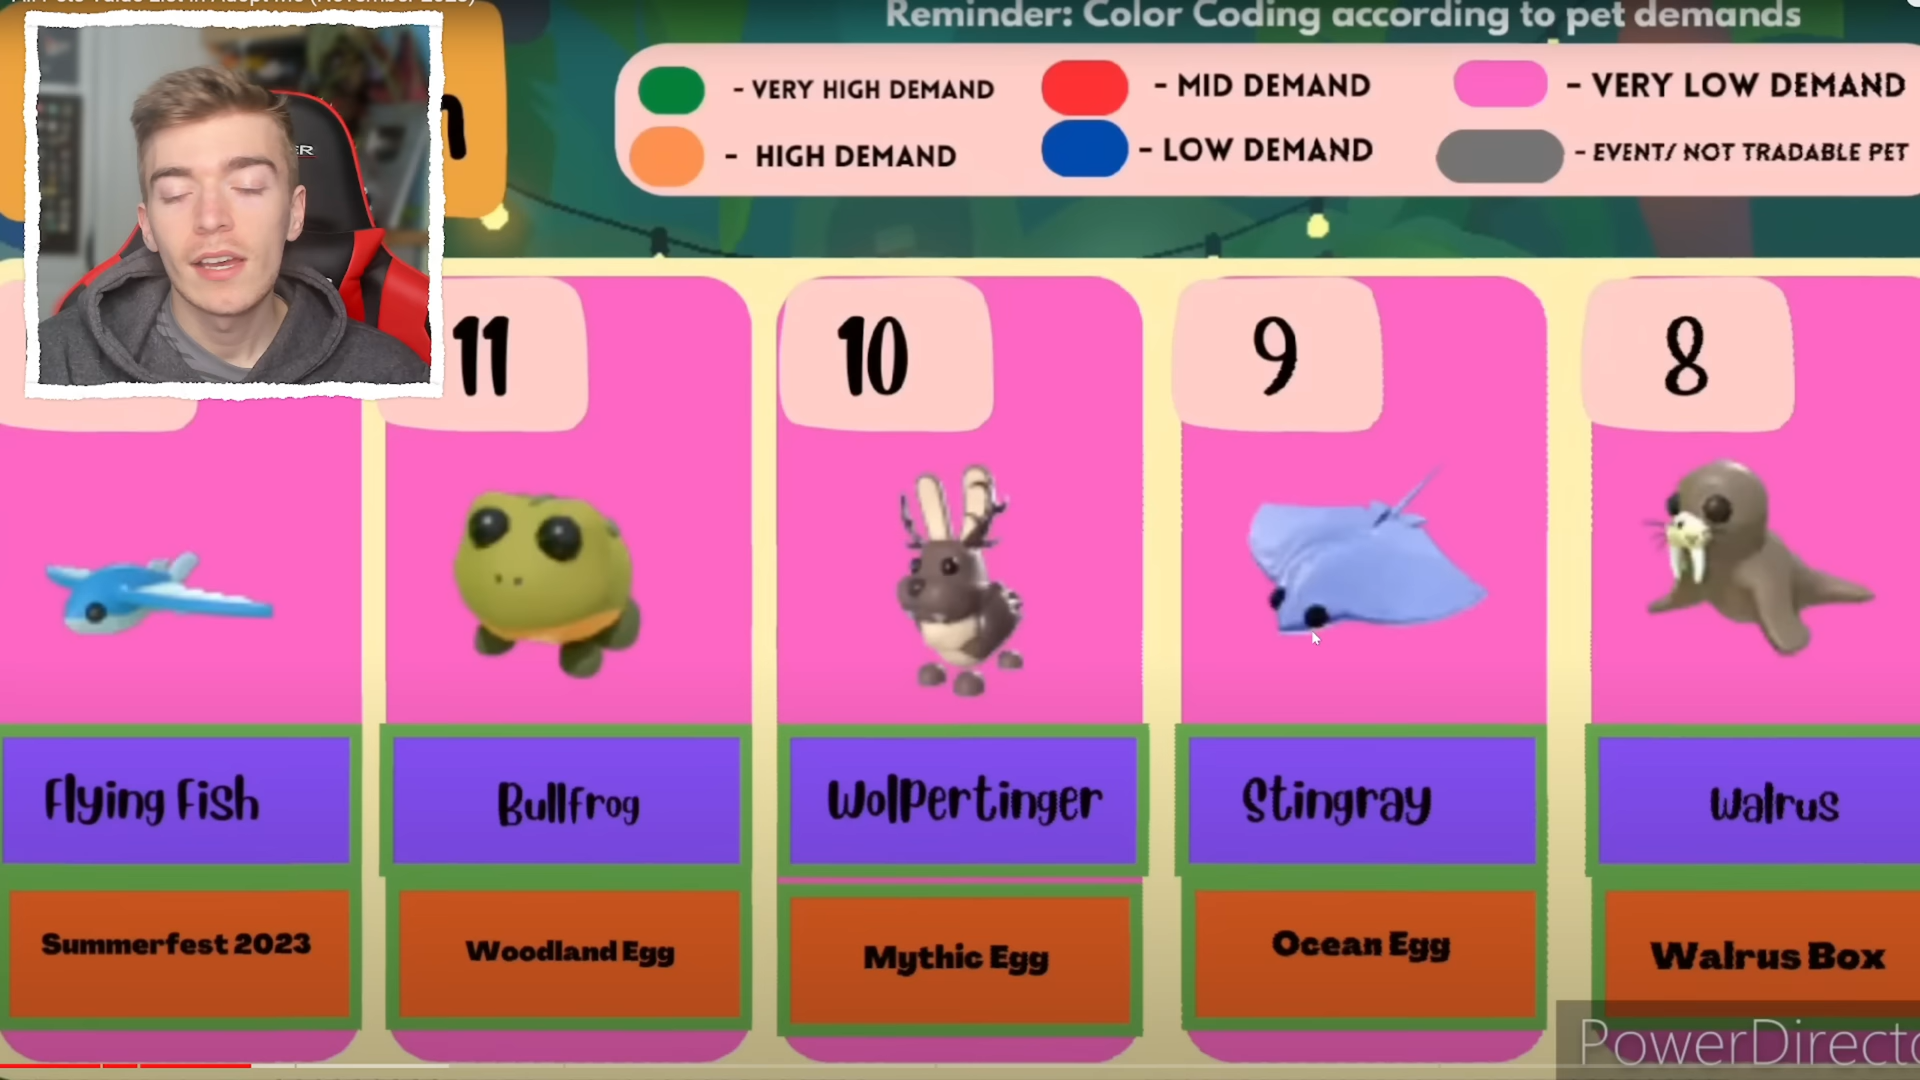 Reminder: Color Coding according to pet demands
- VERY HIGH DEMAND
- MID DEMAND
- VERY LOW DEMAND
- HIGH DEMAND
- LOW DEMAND
- EVENT/ NOT TRADABLE PET
11
10
9
8
Flying Fish
Bullfrog
Wolpertinger
Stingray
Walrus
Summerfest 2023
Woodland Egg
Mythic Egg
Ocean Egg
Walrus Box
PowerDirecto